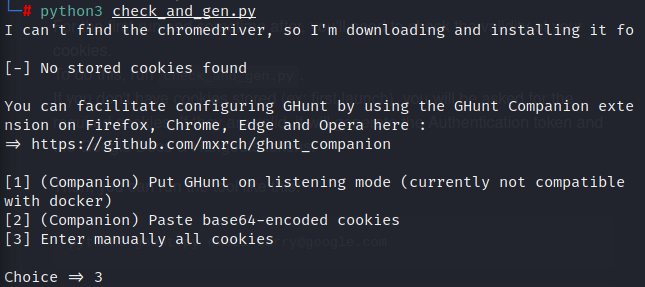 └─# python3 check_and_gen.py
I can't find the chromedriver, so I'm downloading and installing it fo
[-] No stored cookies found
You can facilitate configuring GHunt by using the GHunt Companion exte
nsion on Firefox, Chrome, Edge and Opera here :
=> https://github.com/mxrch/ghunt_companion
[1] (Companion) Put GHunt on listening mode (currently not compatible
with docker)
[2] (Companion) Paste base64-encoded cookies
[3] Enter manually all cookies
Choice => 3